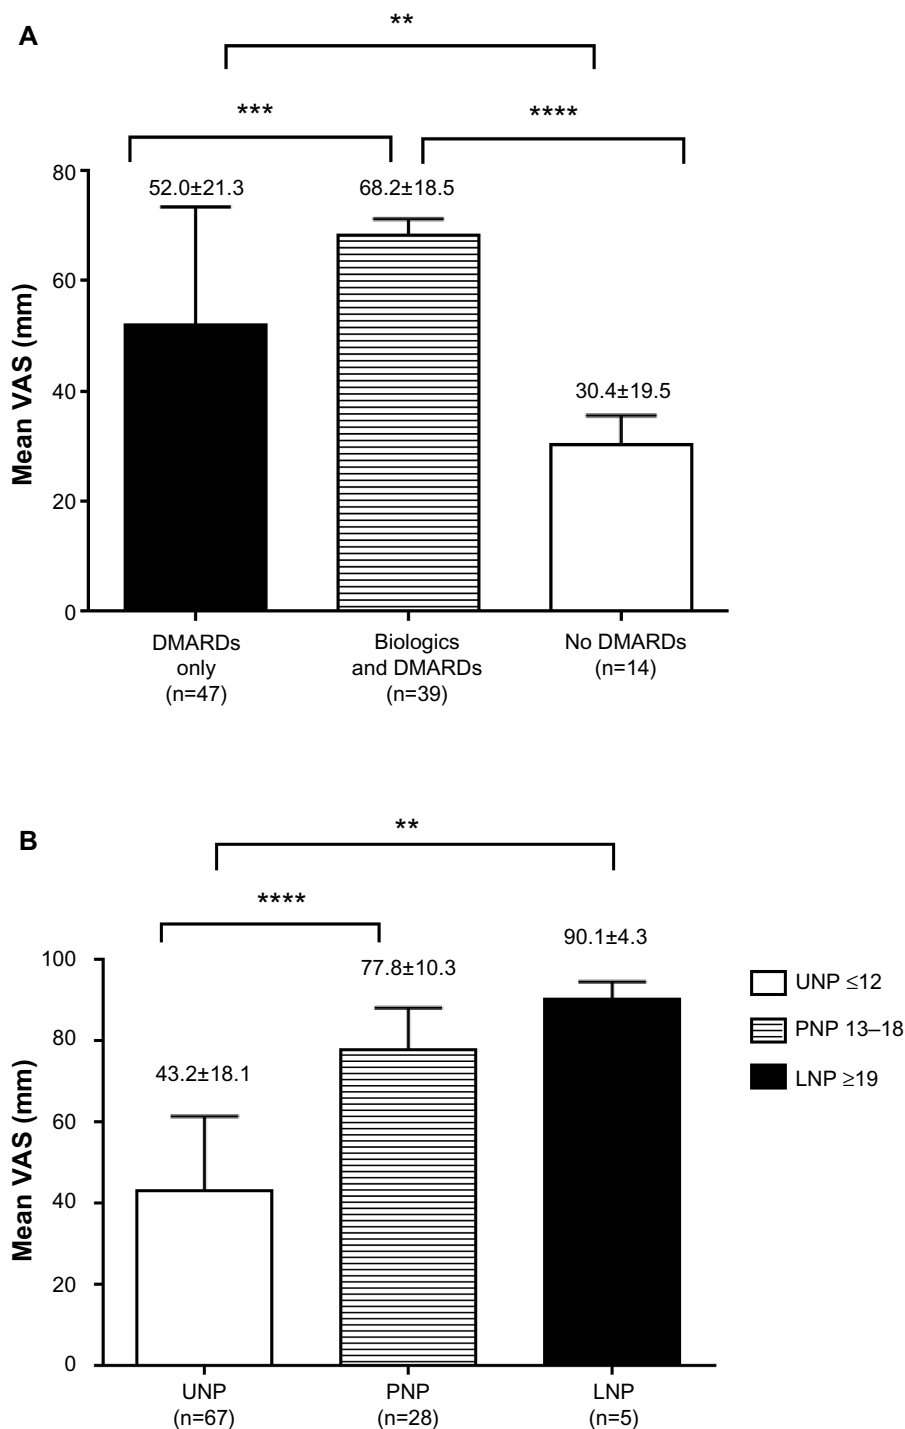 A
**
***
****
80
60
40
20
0
Mean VAS (mm)
52.0±21.3
68.2±18.5
30.4±19.5
DMARDs
only
(n=47)
Biologics
and DMARDs
(n=39)
No DMARDs
(n=14)
B
**
****
100
80
60
40
20
0
Mean VAS (mm)
43.2±18.1
77.8±10.3
90.1±4.3
UNP
(n=67)
PNP
(n=28)
LNP
(n=5)
UNP ≤12
PNP 13–18
LNP ≥19